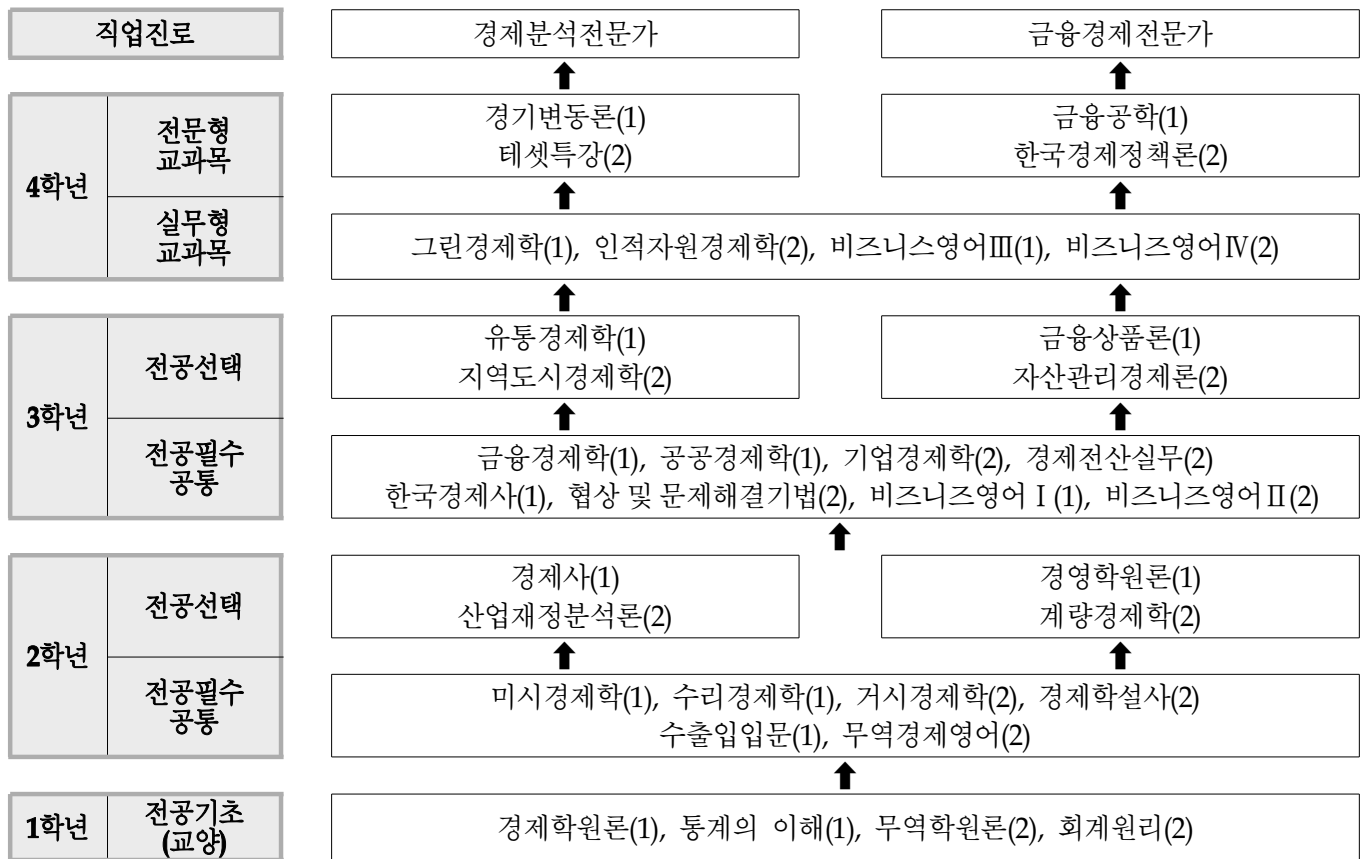 직업진로
경제분석전문가
금융경제전문가
4학년
전문형
교과목
경기변동론(1)
테셋특강(2)
금융공학(1)
한국경제정책론(2)
실무형
교과목
그린경제학(1), 인적자원경제학(2), 비즈니스영어Ⅲ(1), 비즈니즈영어Ⅳ(2)
3학년
전공선택
유통경제학(1)
지역도시경제학(2)
금융상품론(1)
자산관리경제론(2)
전공필수
공통
금융경제학(1), 공공경제학(1), 기업경제학(2), 경제전산실무(2)
한국경제사(1), 협상 및 문제해결기법(2), 비즈니즈영어Ⅰ(1), 비즈니즈영어Ⅱ(2)
2학년
전공선택
경제사(1)
산업재정분석론(2)
경영학원론(1)
계량경제학(2)
전공필수
공통
미시경제학(1), 수리경제학(1), 거시경제학(2), 경제학설사(2)
수출입입문(1), 무역경제영어(2)
1학년
전공기초
(교양)
경제학원론(1), 통계의 이해(1), 무역학원론(2), 회계원리(2)